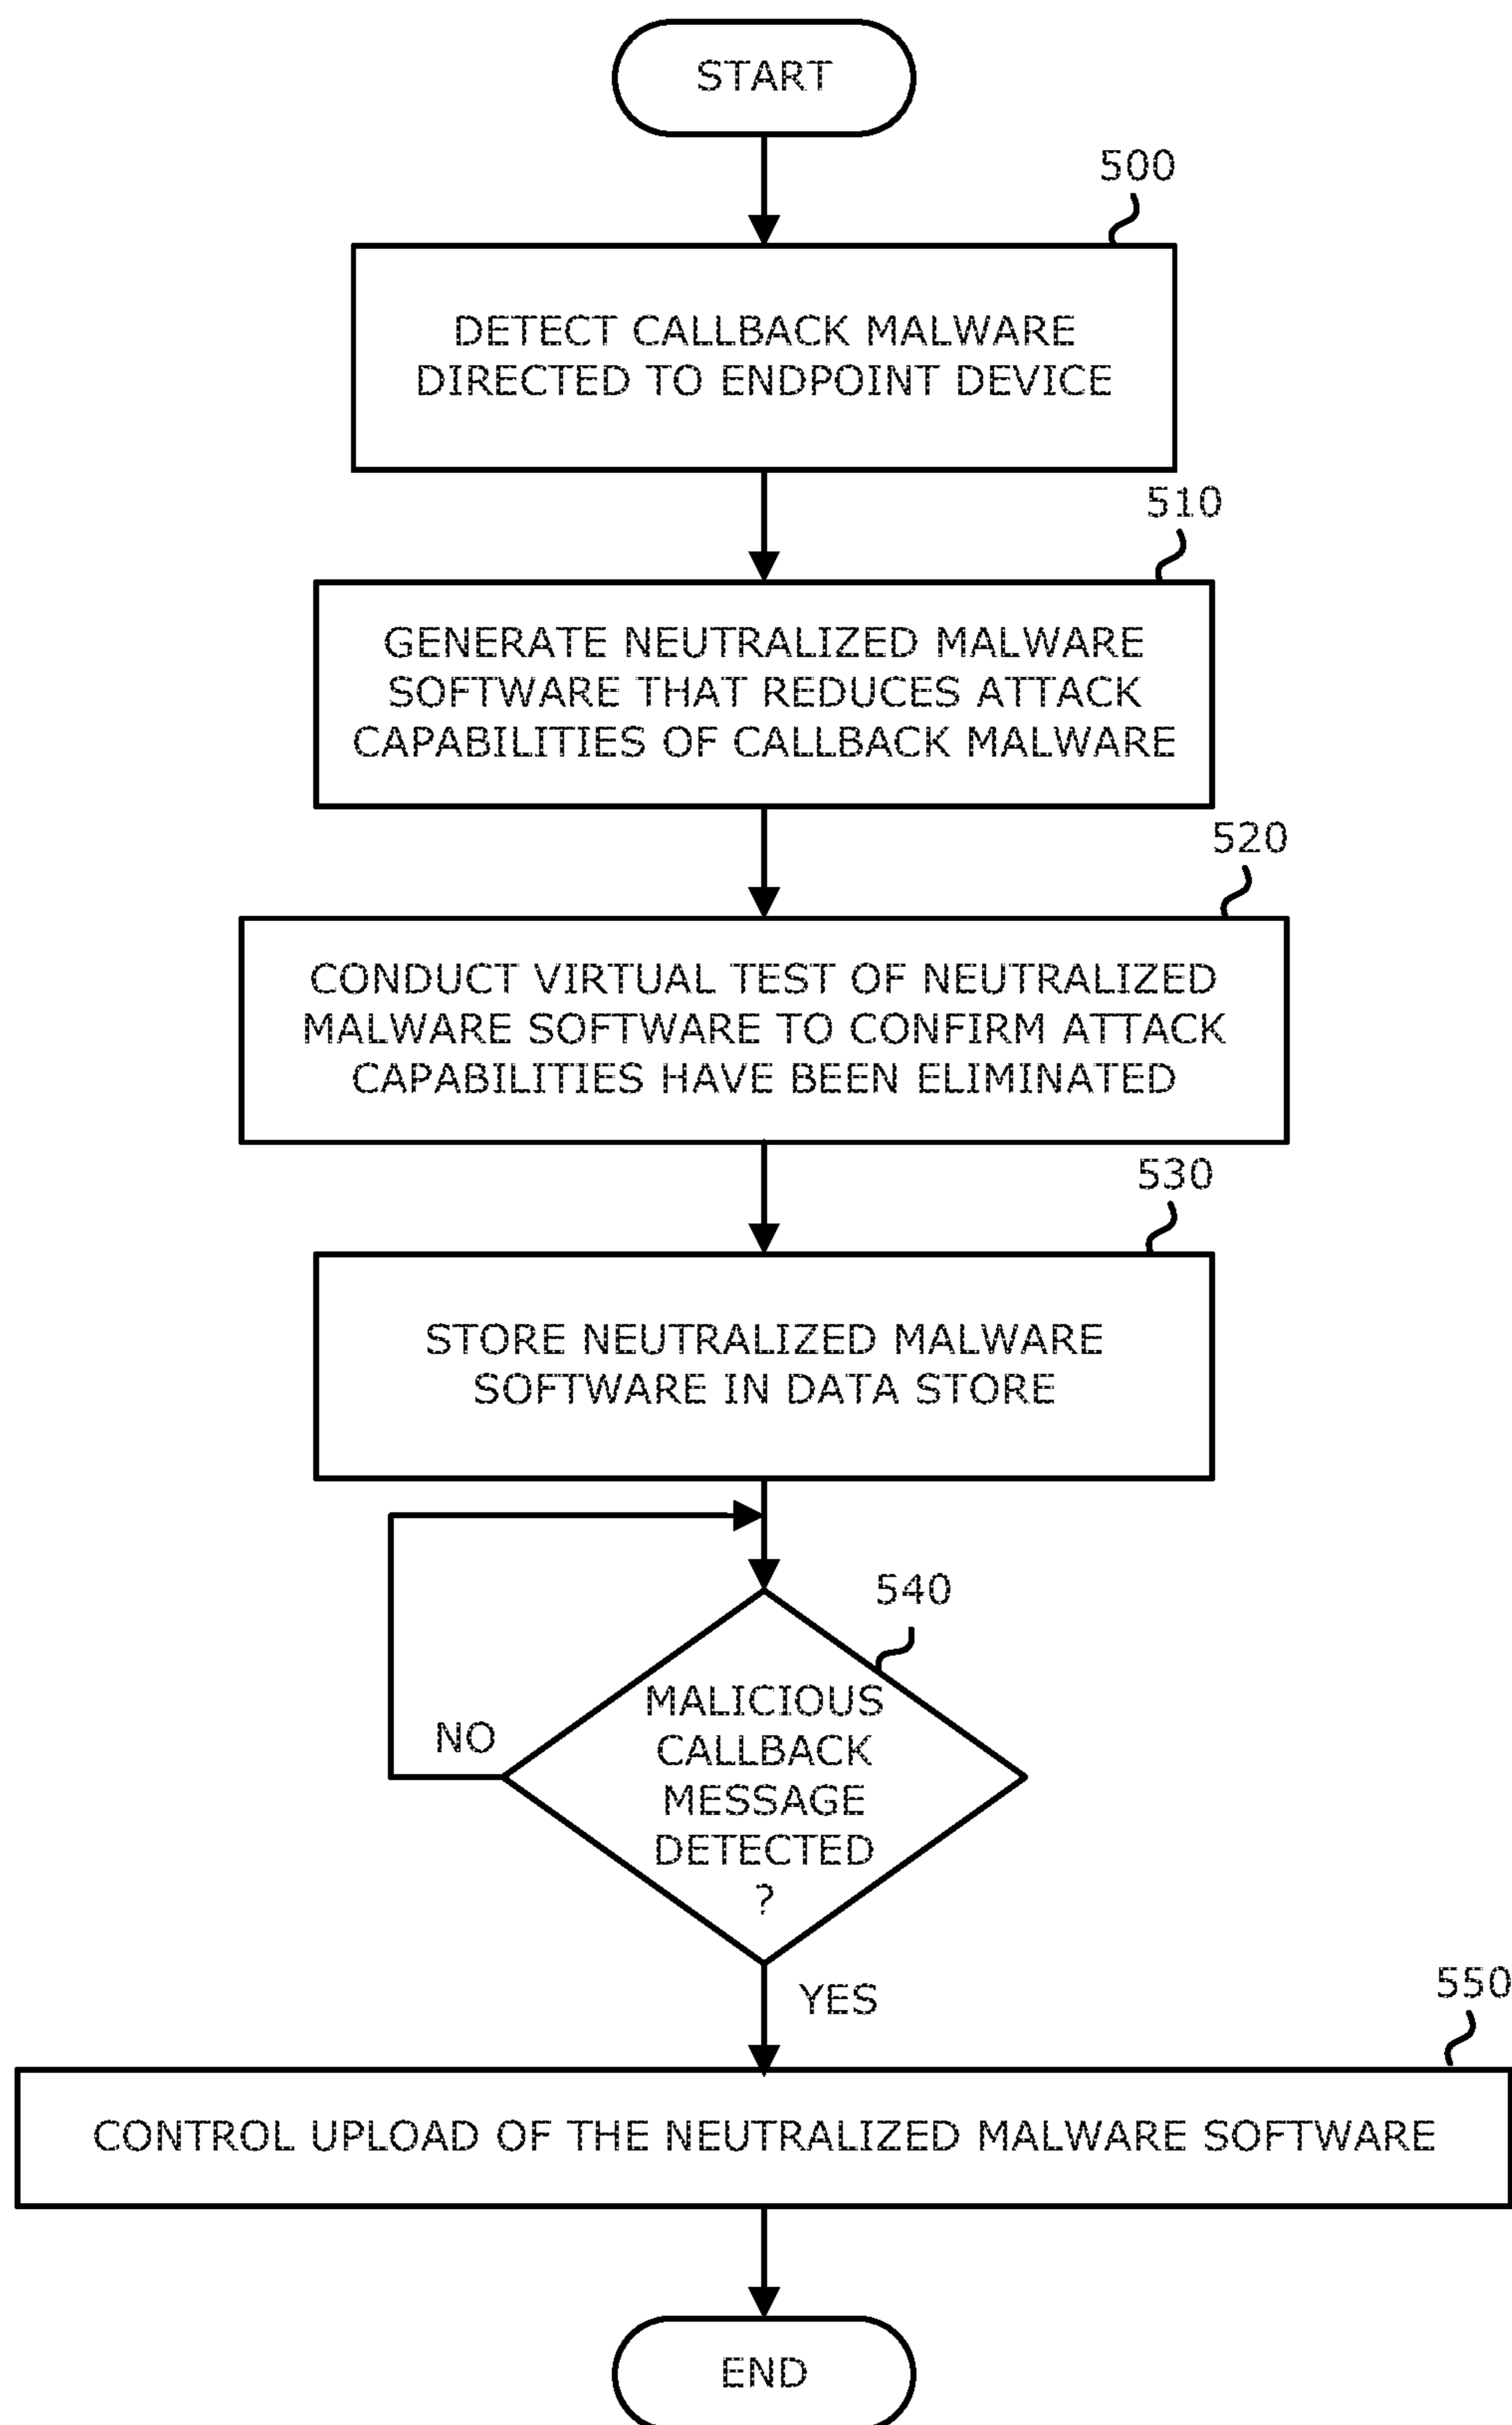 START
500
DETECT CALLBACK MALWARE
DIRECTED TO ENDPOINT DEVICE
510
GENERATE NEUTRALIZED MALWARE
SOFTWARE THAT REDUCES ATTACK
CAPABILITIES OF CALLBACK MALWARE
520
CONDUCT VIRTUAL TEST OF NEUTRALIZED
MALWARE SOFTWARE TO CONFIRM ATTACK
CAPABILITIES HAVE BEEN ELIMINATED
530
STORE NEUTRALIZED MALWARE
SOFTWARE IN DATA STORE
540
MALICIOUS
CALLBACK
MESSAGE
DETECTED
?
NO
YES
550
CONTROL UPLOAD OF THE NEUTRALIZED MALWARE SOFTWARE
END